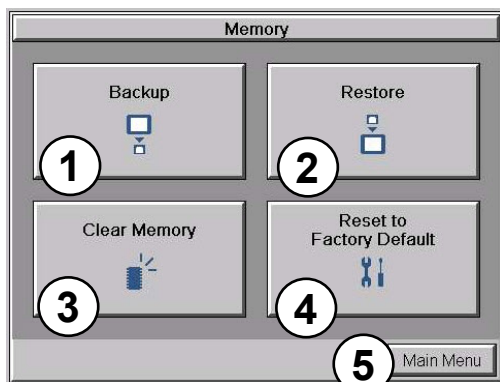 Memory
Backup
1
Restore
2
Clear Memory
3
Reset to
Factory Default
4
5
Main Menu